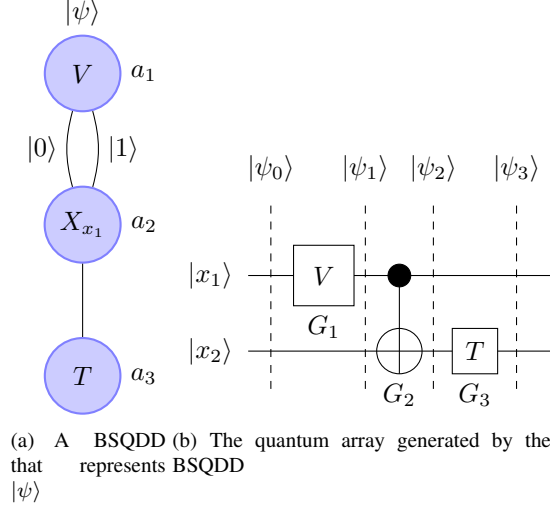 |ψ⟩
V a₁
|0⟩ |1⟩
X_{x₁} a₂
T a₃
|ψ₀⟩ |ψ₁⟩ |ψ₂⟩ |ψ₃⟩
|x₁⟩ V
G₁
|x₂⟩ T
G₂ G₃
(a) A BSQDD
that represents
|ψ⟩
(b) The quantum array generated by the
BSQDD